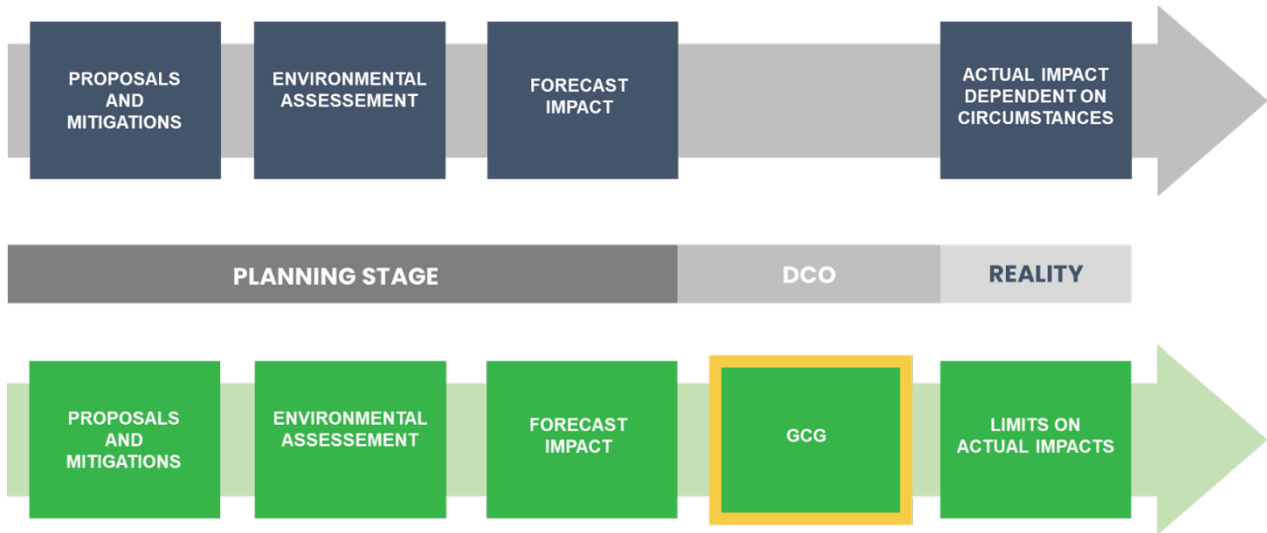 PROPOSALS
AND
MITIGATIONS
ENVIRONMENTAL
ASSESSEMENT
FORECAST
IMPACT
ACTUAL IMPACT
DEPENDENT ON
CIRCUMSTANCES
PLANNING STAGE
DCO
REALITY
PROPOSALS
AND
MITIGATIONS
ENVIRONMENTAL
ASSESSEMENT
FORECAST
IMPACT
GCG
LIMITS ON
ACTUAL IMPACTS